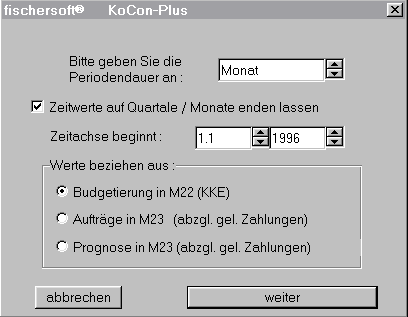 fischersoft® KoCon-Plus
Bitte geben Sie die
Periodendauer an : Monat
Zeitwerte auf Quartale / Monate enden lassen
Zeitachse beginnt : 1.1 1996
Werte beziehen aus :
Budgetierung in M22 (KKE)
Aufträge in M23 (abzgl. gel. Zahlungen)
Prognose in M23 (abzgl. gel. Zahlungen)
abbrechen weiter